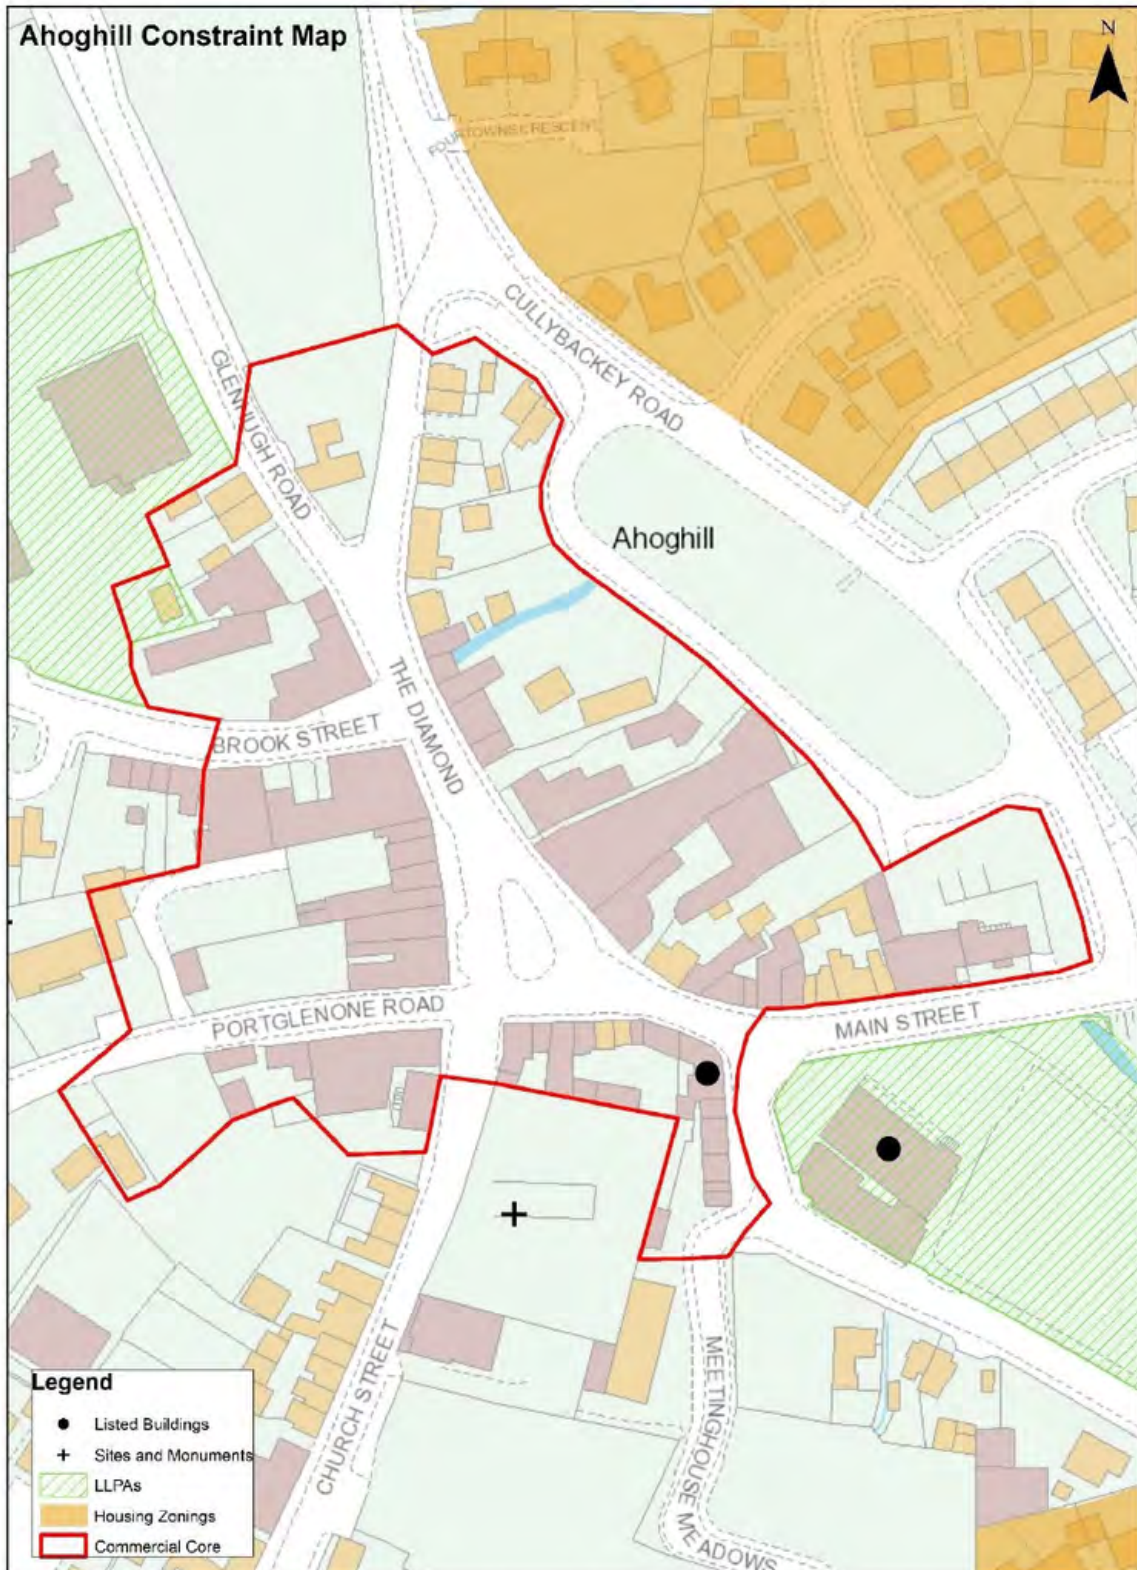 Ahoghill Constraint Map
N
FOURTOWNS CRESCENT
CULLYBACKEY ROAD
GLENHUGH ROAD
Ahoghill
THE DIAMOND
BROOK STREET
PORTGLENONE ROAD
MAIN STREET
CHURCH STREET
MEETINGHOUSE MEADOWS
Legend
Listed Buildings
Sites and Monuments
LLPAs
Housing Zonings
Commercial Core